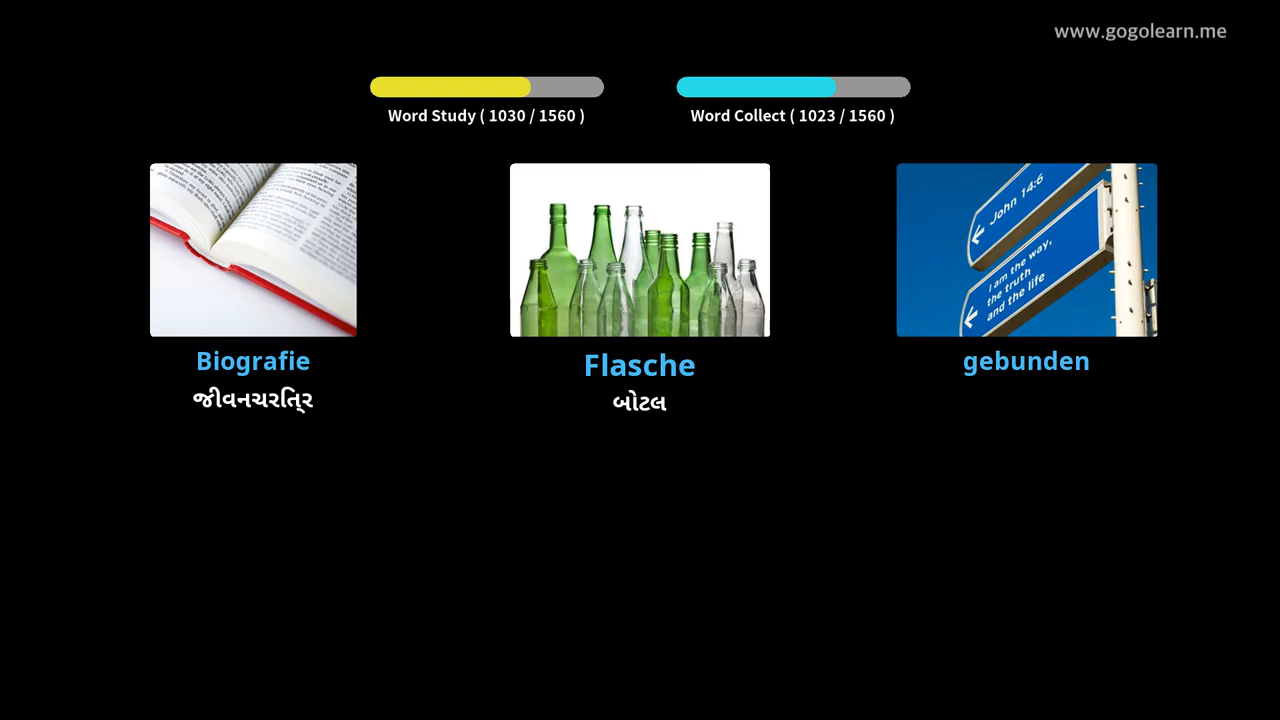 www.gogolearn.me
Word Study ( 1030 / 1560 )
Word Collect ( 1023 / 1560 )
John 14:6
I am the way,
the truth
and the life
Biografie
Flasche
gebunden
જીવનચરિત્ર
બોટલ